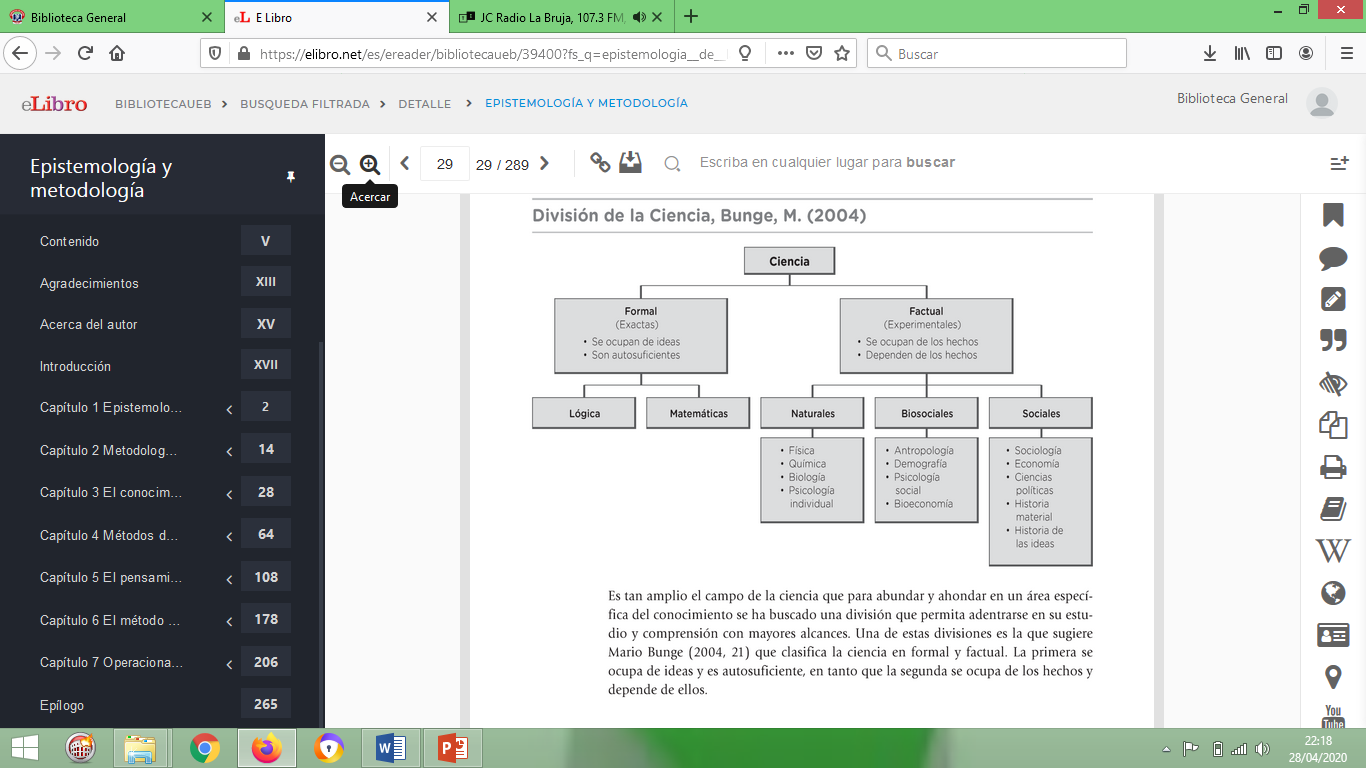 Biblioteca General
E Libro
JC Radio La Bruja, 107.3 FM,
https://elibro.net/es/ereader/bibliotecaueb/39400?fs_q=epistemologia__de_
Buscar
eLibro
BIBLIOTECAUEB
BUSQUEDA FILTRADA
DETALLE
EPISTEMOLOGÍA Y METODOLOGÍA
Biblioteca General
Epistemología y
metodología
Contenido V
Agradecimientos XIII
Acerca del autor XV
Introducción XVII
Capítulo 1 Epistemolo... 2
Capítulo 2 Metodolog... 14
Capítulo 3 El conocim... 28
Capítulo 4 Métodos d... 64
Capítulo 5 El pensami... 108
Capítulo 6 El método ... 178
Capítulo 7 Operaciona... 206
Epílogo 265
29 29 / 289
Escriba en cualquier lugar para buscar
Acercar
División de la Ciencia, Bunge, M. (2004)
Ciencia
Formal
(Exactas)
• Se ocupan de ideas
• Son autosuficientes
Factual
(Experimentales)
• Se ocupan de los hechos
• Dependen de los hechos
Lógica
Matemáticas
Naturales
• Física
• Química
• Biología
• Psicología
individual
Biosociales
• Antropología
• Demografía
• Psicología
social
• Bioeconomía
Sociales
• Sociología
• Economía
• Ciencias
políticas
• Historia
material
• Historia de
las ideas
Es tan amplio el campo de la ciencia que para abundar y ahondar en un área especí-
fica del conocimiento se ha buscado una división que permita adentrarse en su estu-
dio y comprensión con mayores alcances. Una de estas divisiones es la que sugiere
Mario Bunge (2004, 21) que clasifica la ciencia en formal y factual. La primera se
ocupa de ideas y es autosuficiente, en tanto que la segunda se ocupa de los hechos y
depende de ellos.
W
You
Tube
22:18
28/04/2020